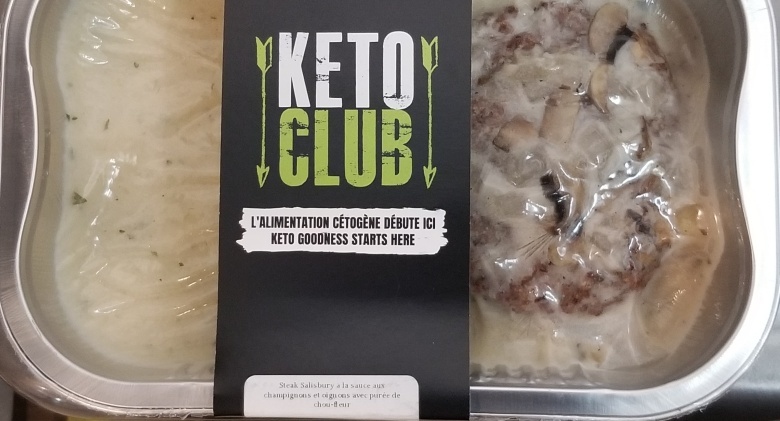 KETO
CLUB
L'ALIMENTATION CÉTOGÈNE DÉBUTE ICI
KETO GOODNESS STARTS HERE
Steak Salisbury à la sauce aux
champignons et oignons avec purée de
chou-fleur